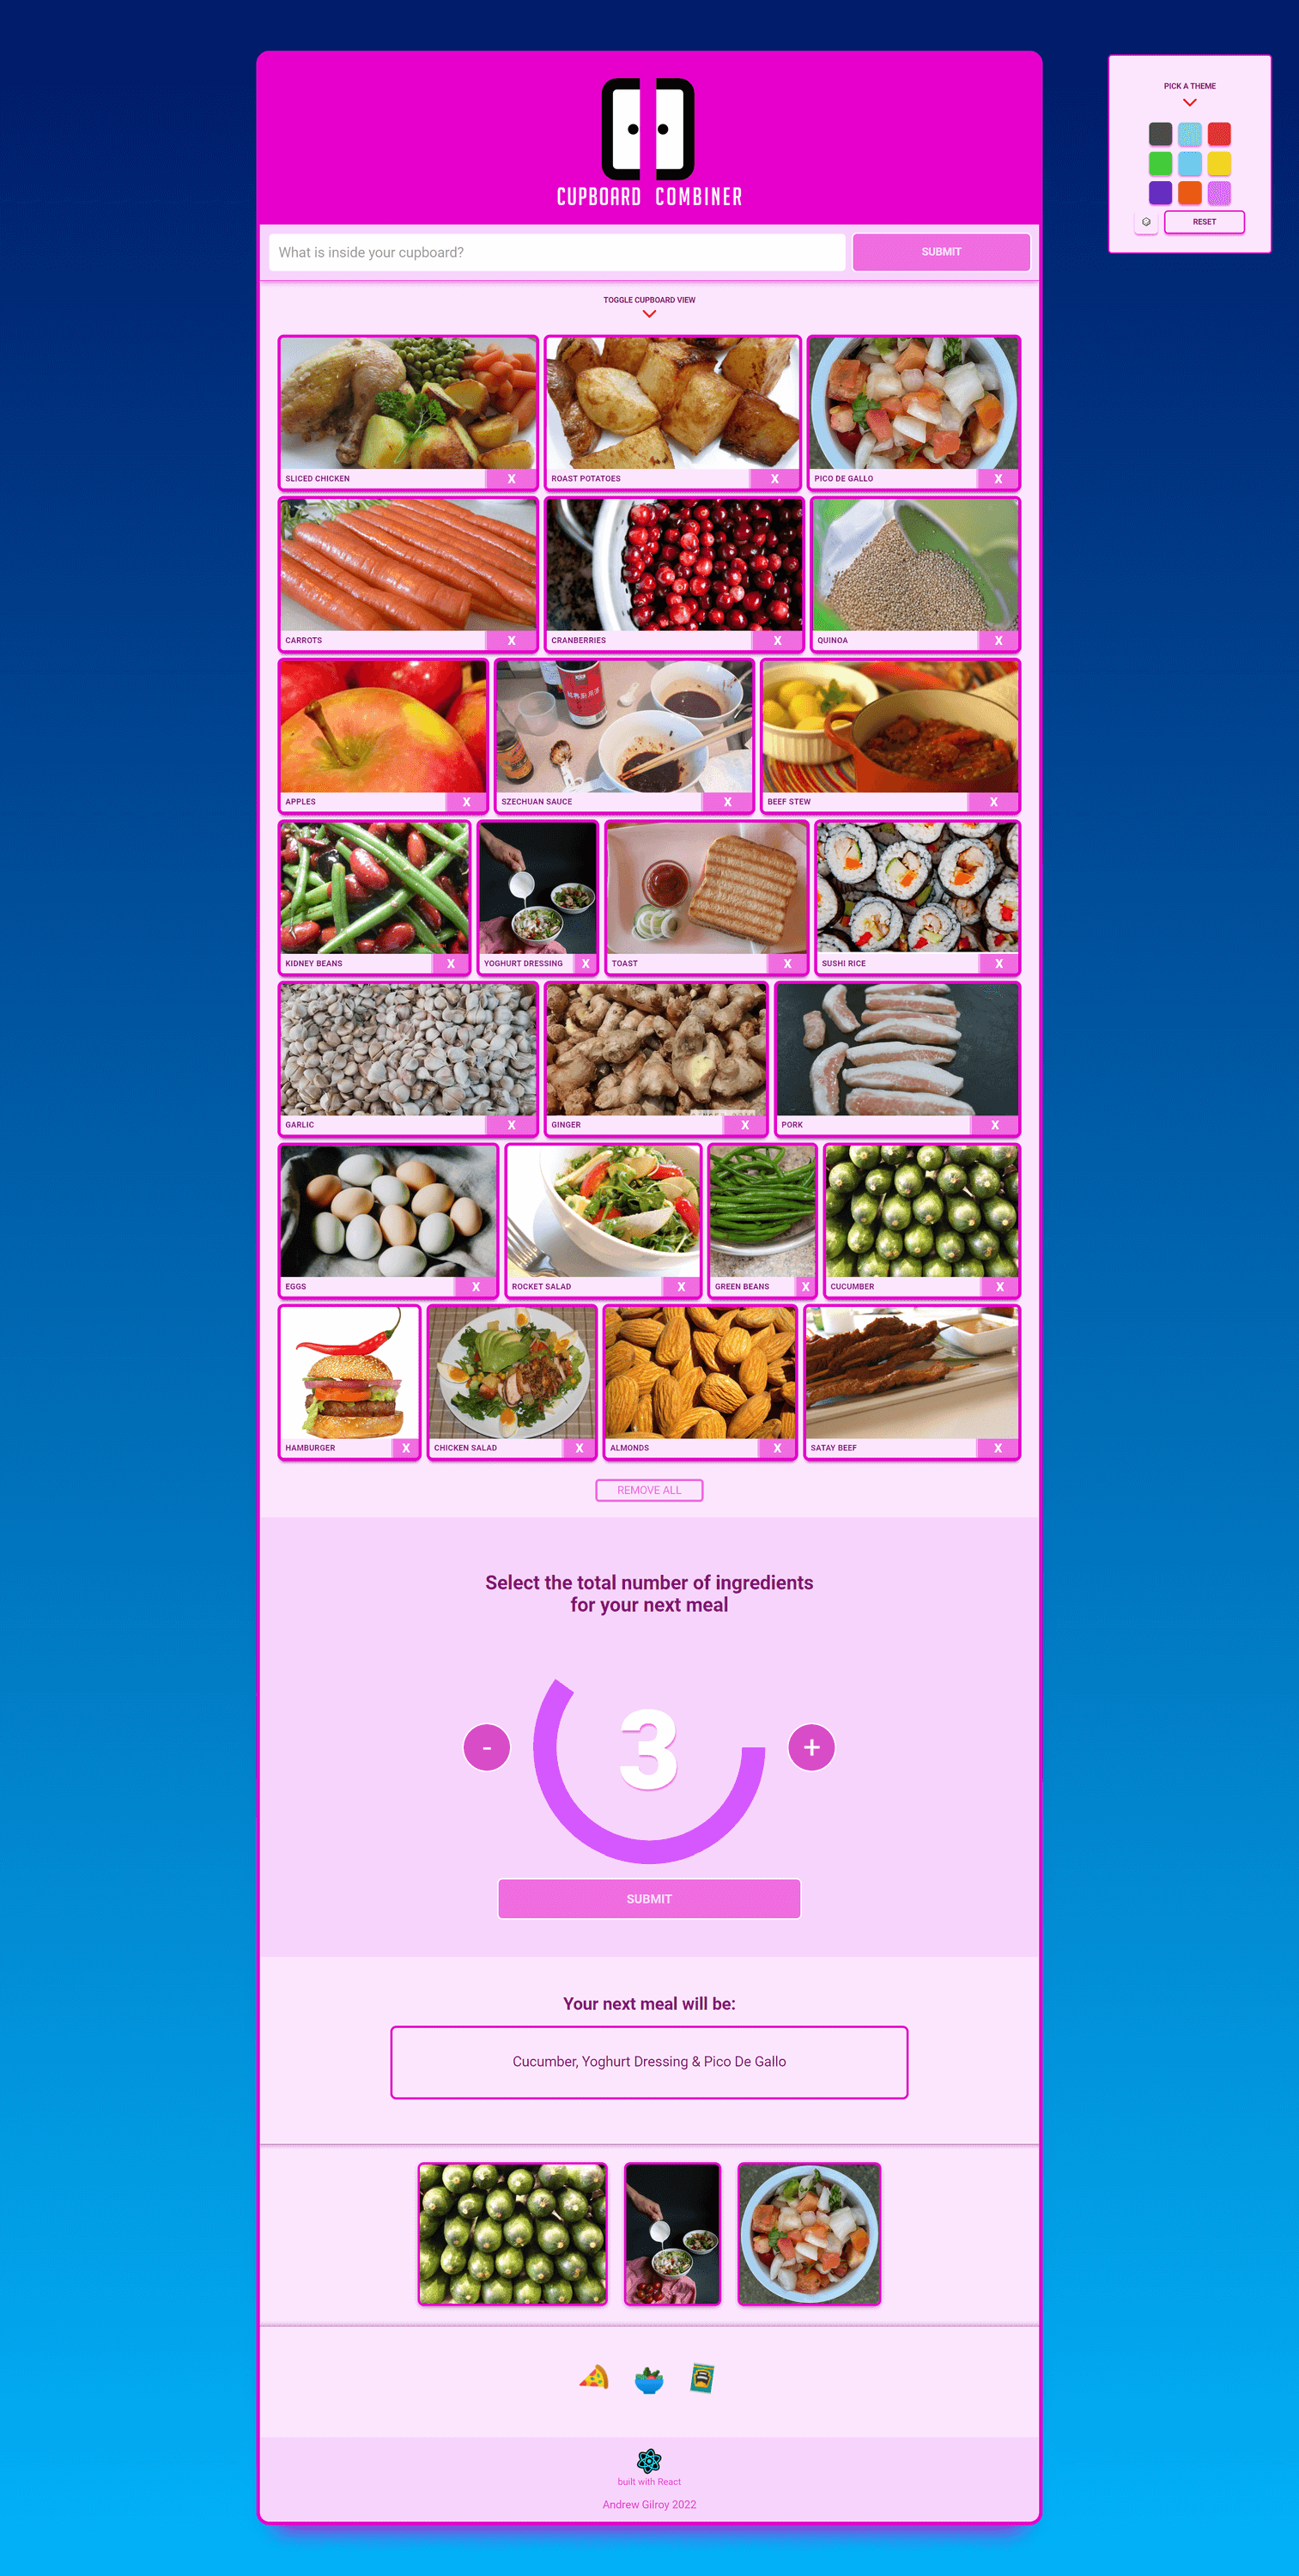 CUPBOARD COMBINER
PICK A THEME
RESET
What is inside your cupboard?
SUBMIT
TOGGLE CUPBOARD VIEW
SLICED CHICKEN
X
ROAST POTATOES
X
PICO DE GALLO
X
CARROTS
X
CRANBERRIES
X
QUINOA
X
APPLES
X
SZECHUAN SAUCE
X
BEEF STEW
X
KIDNEY BEANS
X
YOGHURT DRESSING
X
TOAST
X
SUSHI RICE
X
GARLIC
X
GINGER
X
PORK
X
EGGS
X
ROCKET SALAD
X
GREEN BEANS
X
CUCUMBER
X
HAMBURGER
X
CHICKEN SALAD
X
ALMONDS
X
SATAY BEEF
X
REMOVE ALL
Select the total number of ingredients
for your next meal
-
3
+
SUBMIT
Your next meal will be:
Cucumber, Yoghurt Dressing & Pico De Gallo
built with React
Andrew Gilroy 2022